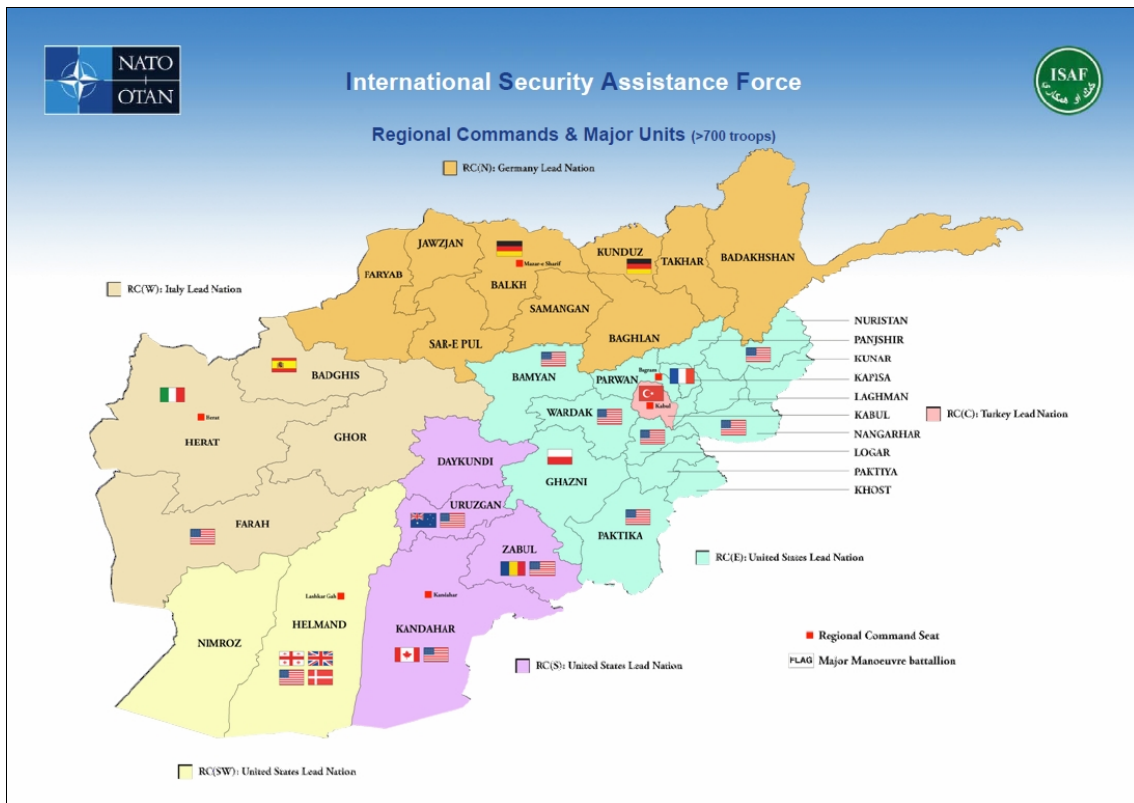 NATO
OTAN
International Security Assistance Force
ISAF
کمک او همکاری
Regional Commands & Major Units (>700 troops)
RC(N): Germany Lead Nation
JAWZJAN
KUNDUZ
TAKHAR
BADAKHSHAN
FARYAB
Mazar-e Sharif
BALKH
RC(W): Italy Lead Nation
SAMANGAN
SAR-E PUL
BAGHLAN
NURISTAN
PANJSHIR
KUNAR
KAPISA
LAGHMAN
KABUL
RC(C): Turkey Lead Nation
NANGARHAR
LOGAR
PAKTIYA
KHOST
BADGHIS
BAMYAN
PARWAN
Bagram
Kabul
WARDAK
Herat
HERAT
GHOR
DAYKUNDI
GHAZNI
URUZGAN
FARAH
PAKTIKA
ZABUL
RC(E): United States Lead Nation
Lashkar Gah
Kandahar
HELMAND
KANDAHAR
NIMROZ
Regional Command Seat
FLAG
Major Manoeuvre battallion
RC(S): United States Lead Nation
RC(SW): United States Lead Nation